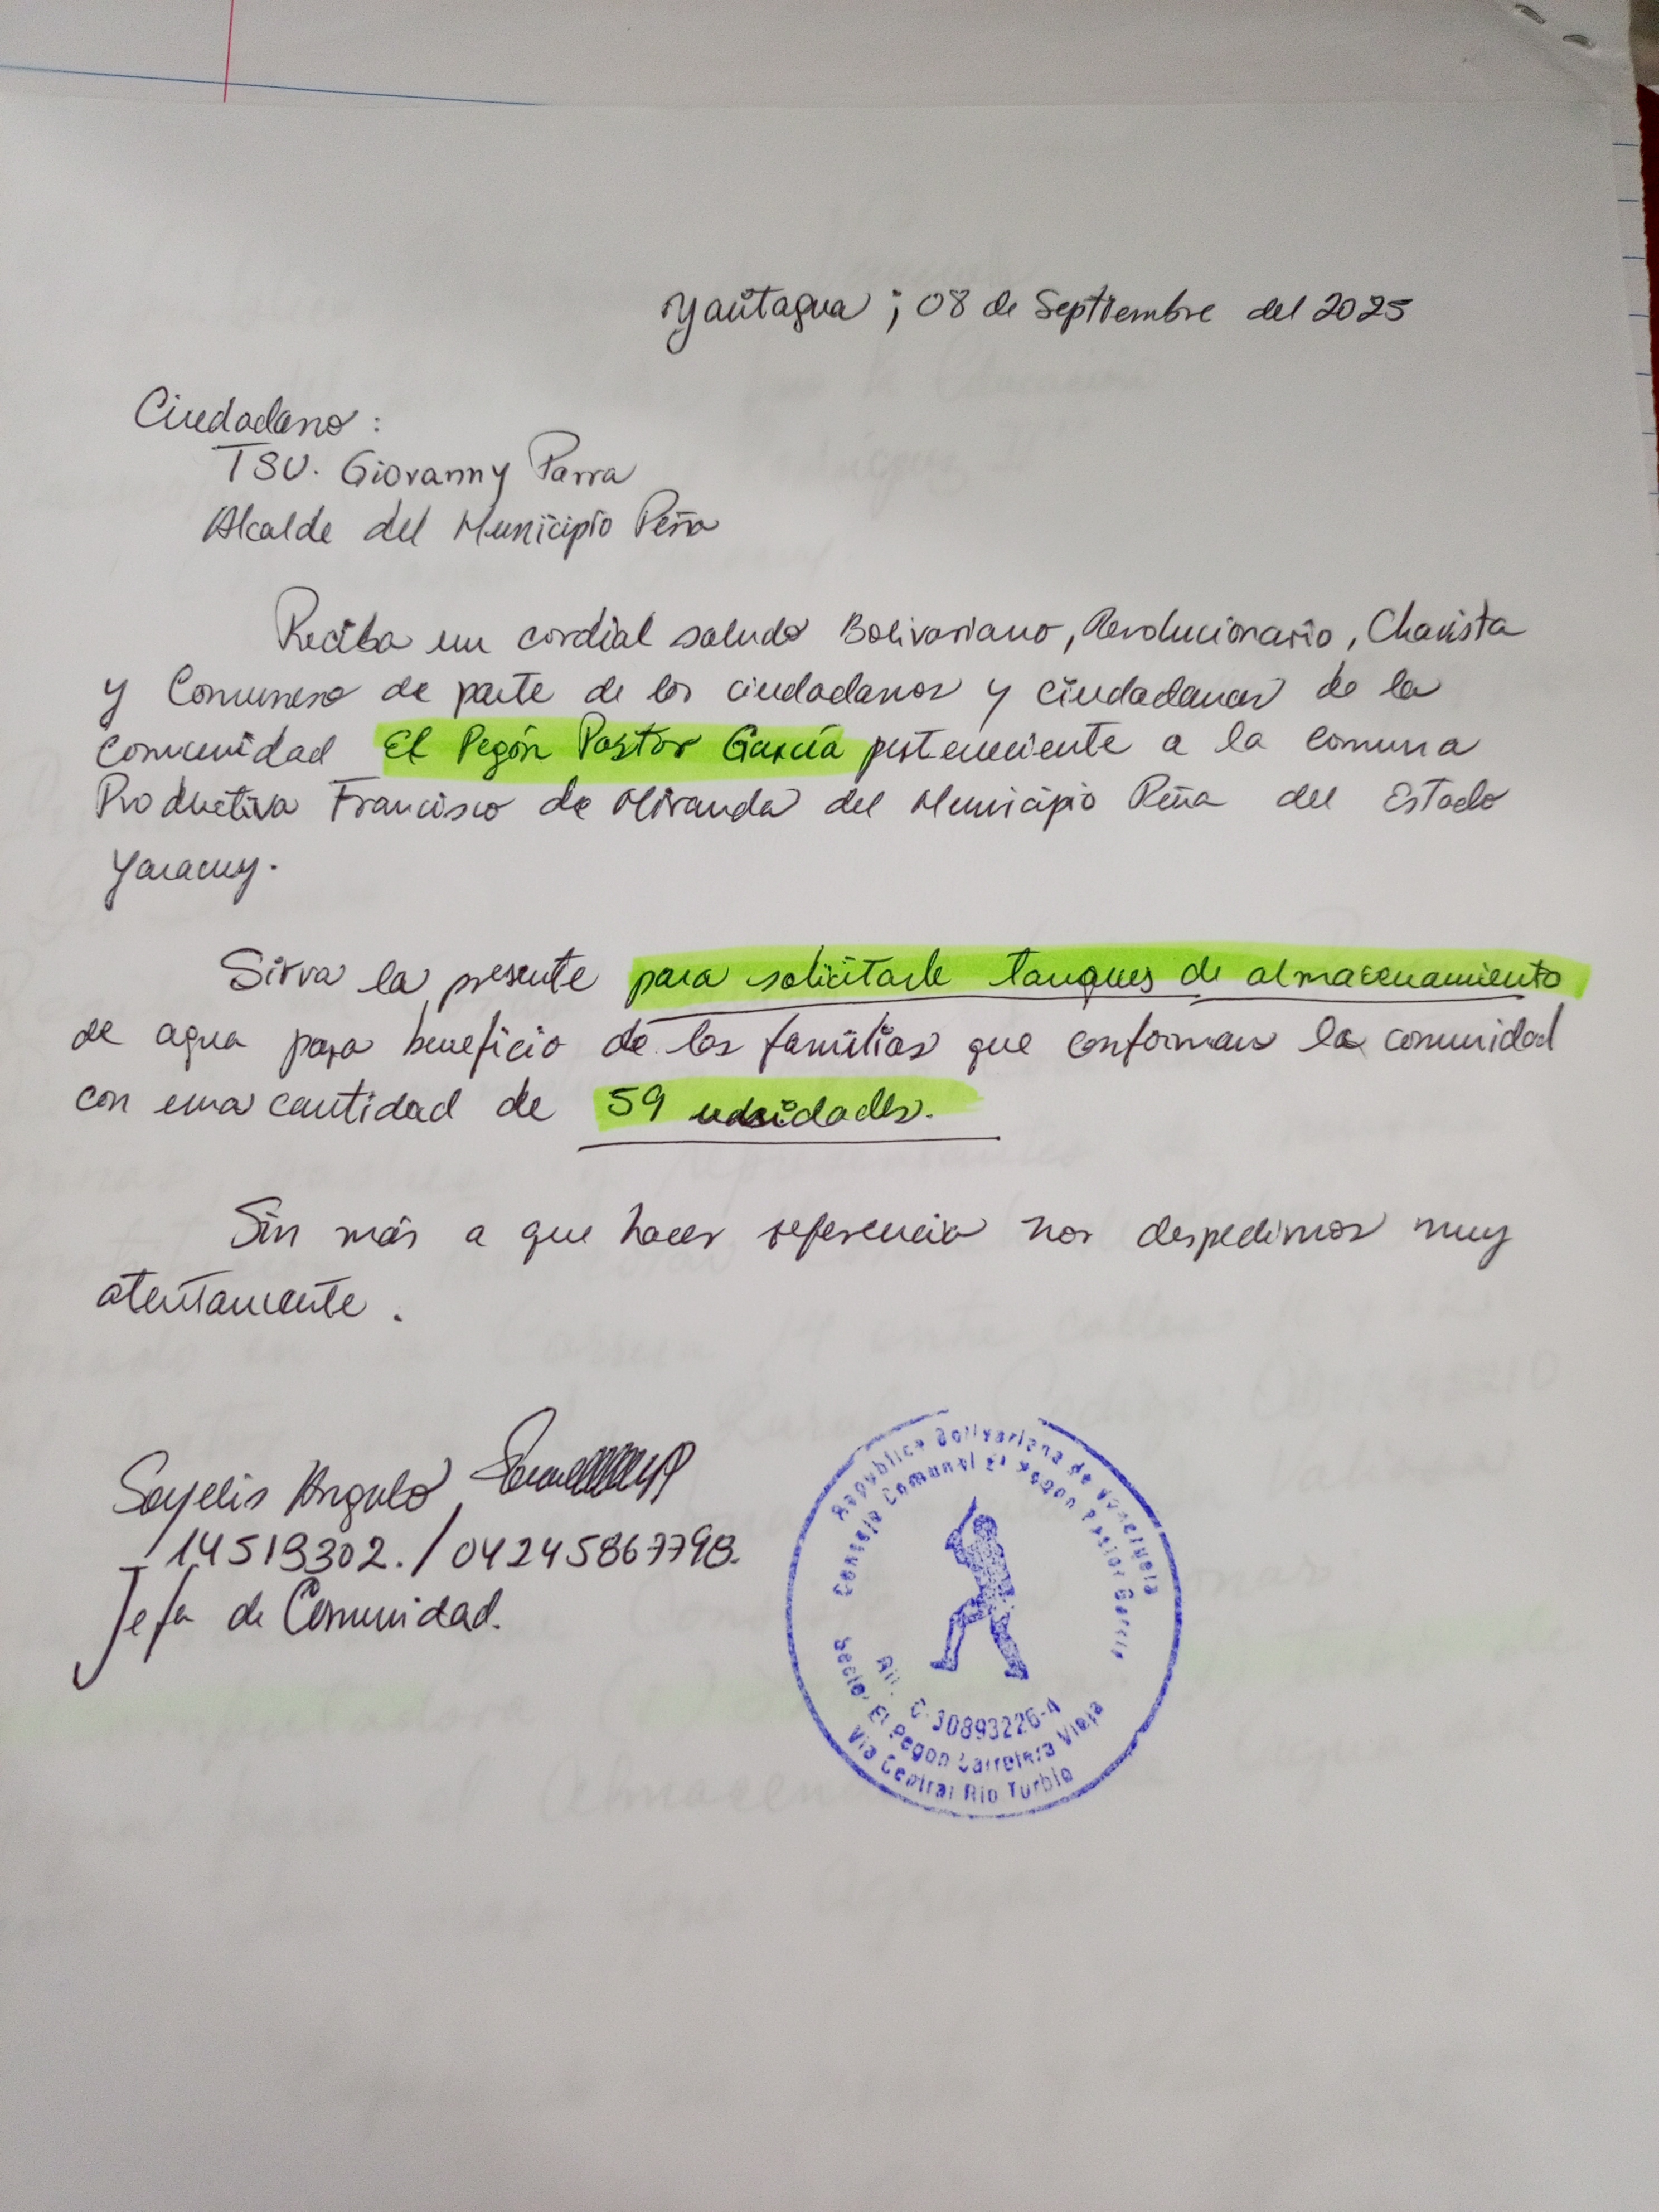 Yaritagua; 08 de Septiembre del 2025
Ciudadano:
TSU. Giovanny Parra
Alcalde del Municipio Peña
Reciba un cordial saludo Bolivariano, Revolucionario, Chavista
y Comunero de parte de los ciudadanos y ciudadanas de la
comunidad El Pegón Pastor García perteneciente a la comuna
Productiva Francisco de Miranda del Municipio Peña del Estado
Yaracuy.
Sirva la presente para solicitarle tanques de almacenamiento
de agua para beneficio de las familias que conforman la comunidad
con una cantidad de 59 unidades.
Sin más a que hacer referencia nos despedimos muy
atentamente.
Sayelis Angulo
14519302. / 04245867798.
Jefa de Comunidad.
Republica Bolivariana de Venezuela
Consejo Comunal El Pegon Pastor Garcia
Rif. C-30893226-4
Sector El Pegon Carretera Vieja
Via Central Rio Turbio